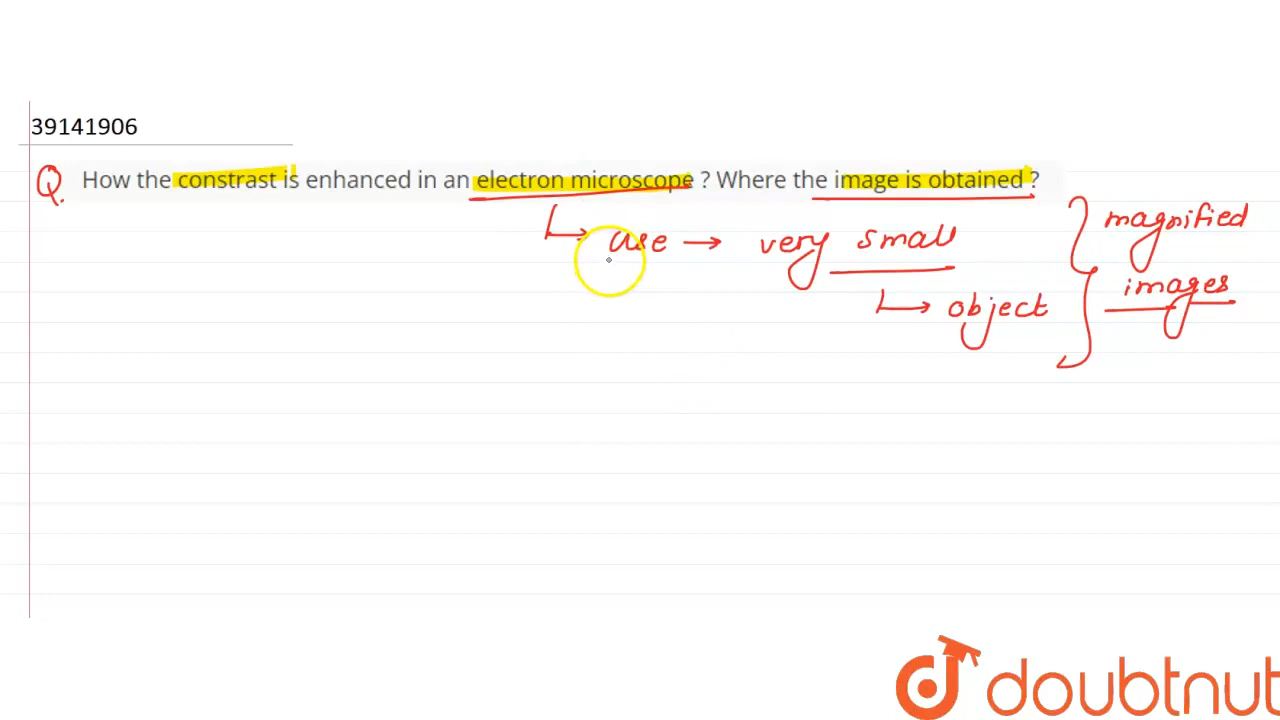 39141906
Q. How the constrast is enhanced in an electron microscope ? Where the image is obtained ?
use → very small
object
magnified
images
doubtnut